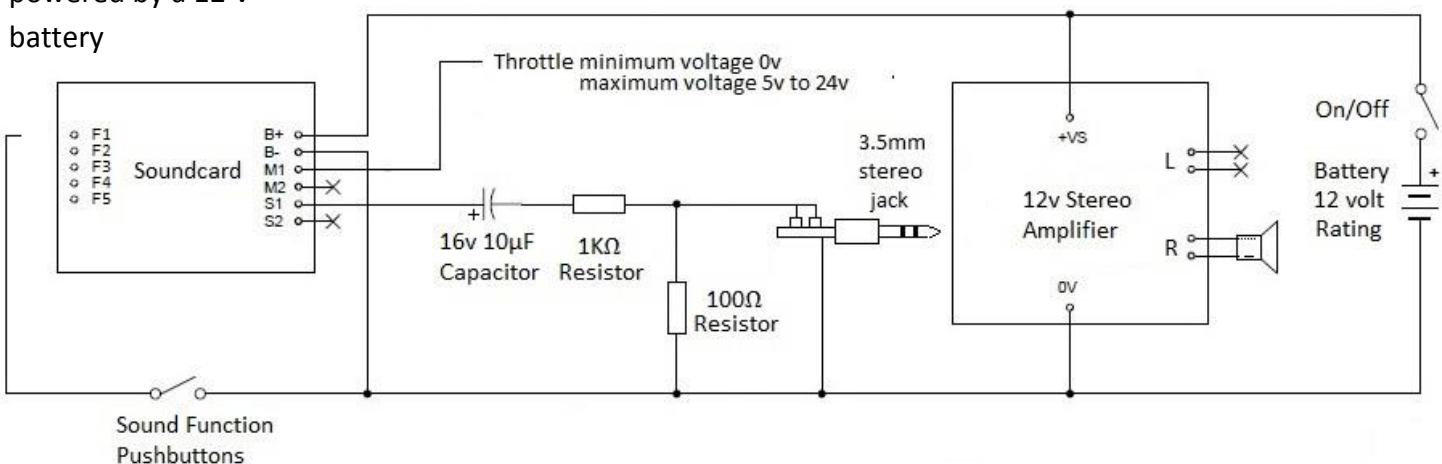 powered by a 12 V
battery
Throttle minimum voltage 0v
maximum voltage 5v to 24v
F1
F2
F3
F4
F5
Soundcard
B+
B-
M1
M2
S1
S2
+
16v 10µF
Capacitor
1KΩ
Resistor
100Ω
Resistor
3.5mm
stereo
jack
+VS
12v Stereo
Amplifier
0V
L
R
On/Off
Battery
12 volt
Rating
+
Sound Function
Pushbuttons